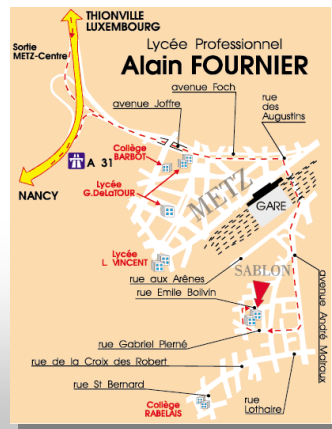 THIONVILLE
LUXEMBOURG
Sortie
METZ-Centre
Lycée Professionnel
Alain FOURNIER
avenue Foch
avenue Joffre
rue
des
Augustins
Collège
BARBOT
A 31
Lycée
G.DeLaTOUR
NANCY
METZ
GARE
Lycée
L. VINCENT
SABLON
rue aux Arênes
rue Emile Boilvin
avenue André Malraux
rue Gabriel Pierné
rue de la Croix des Robert
rue St Bernard
Collège
RABELAIS
rue
Lothaire